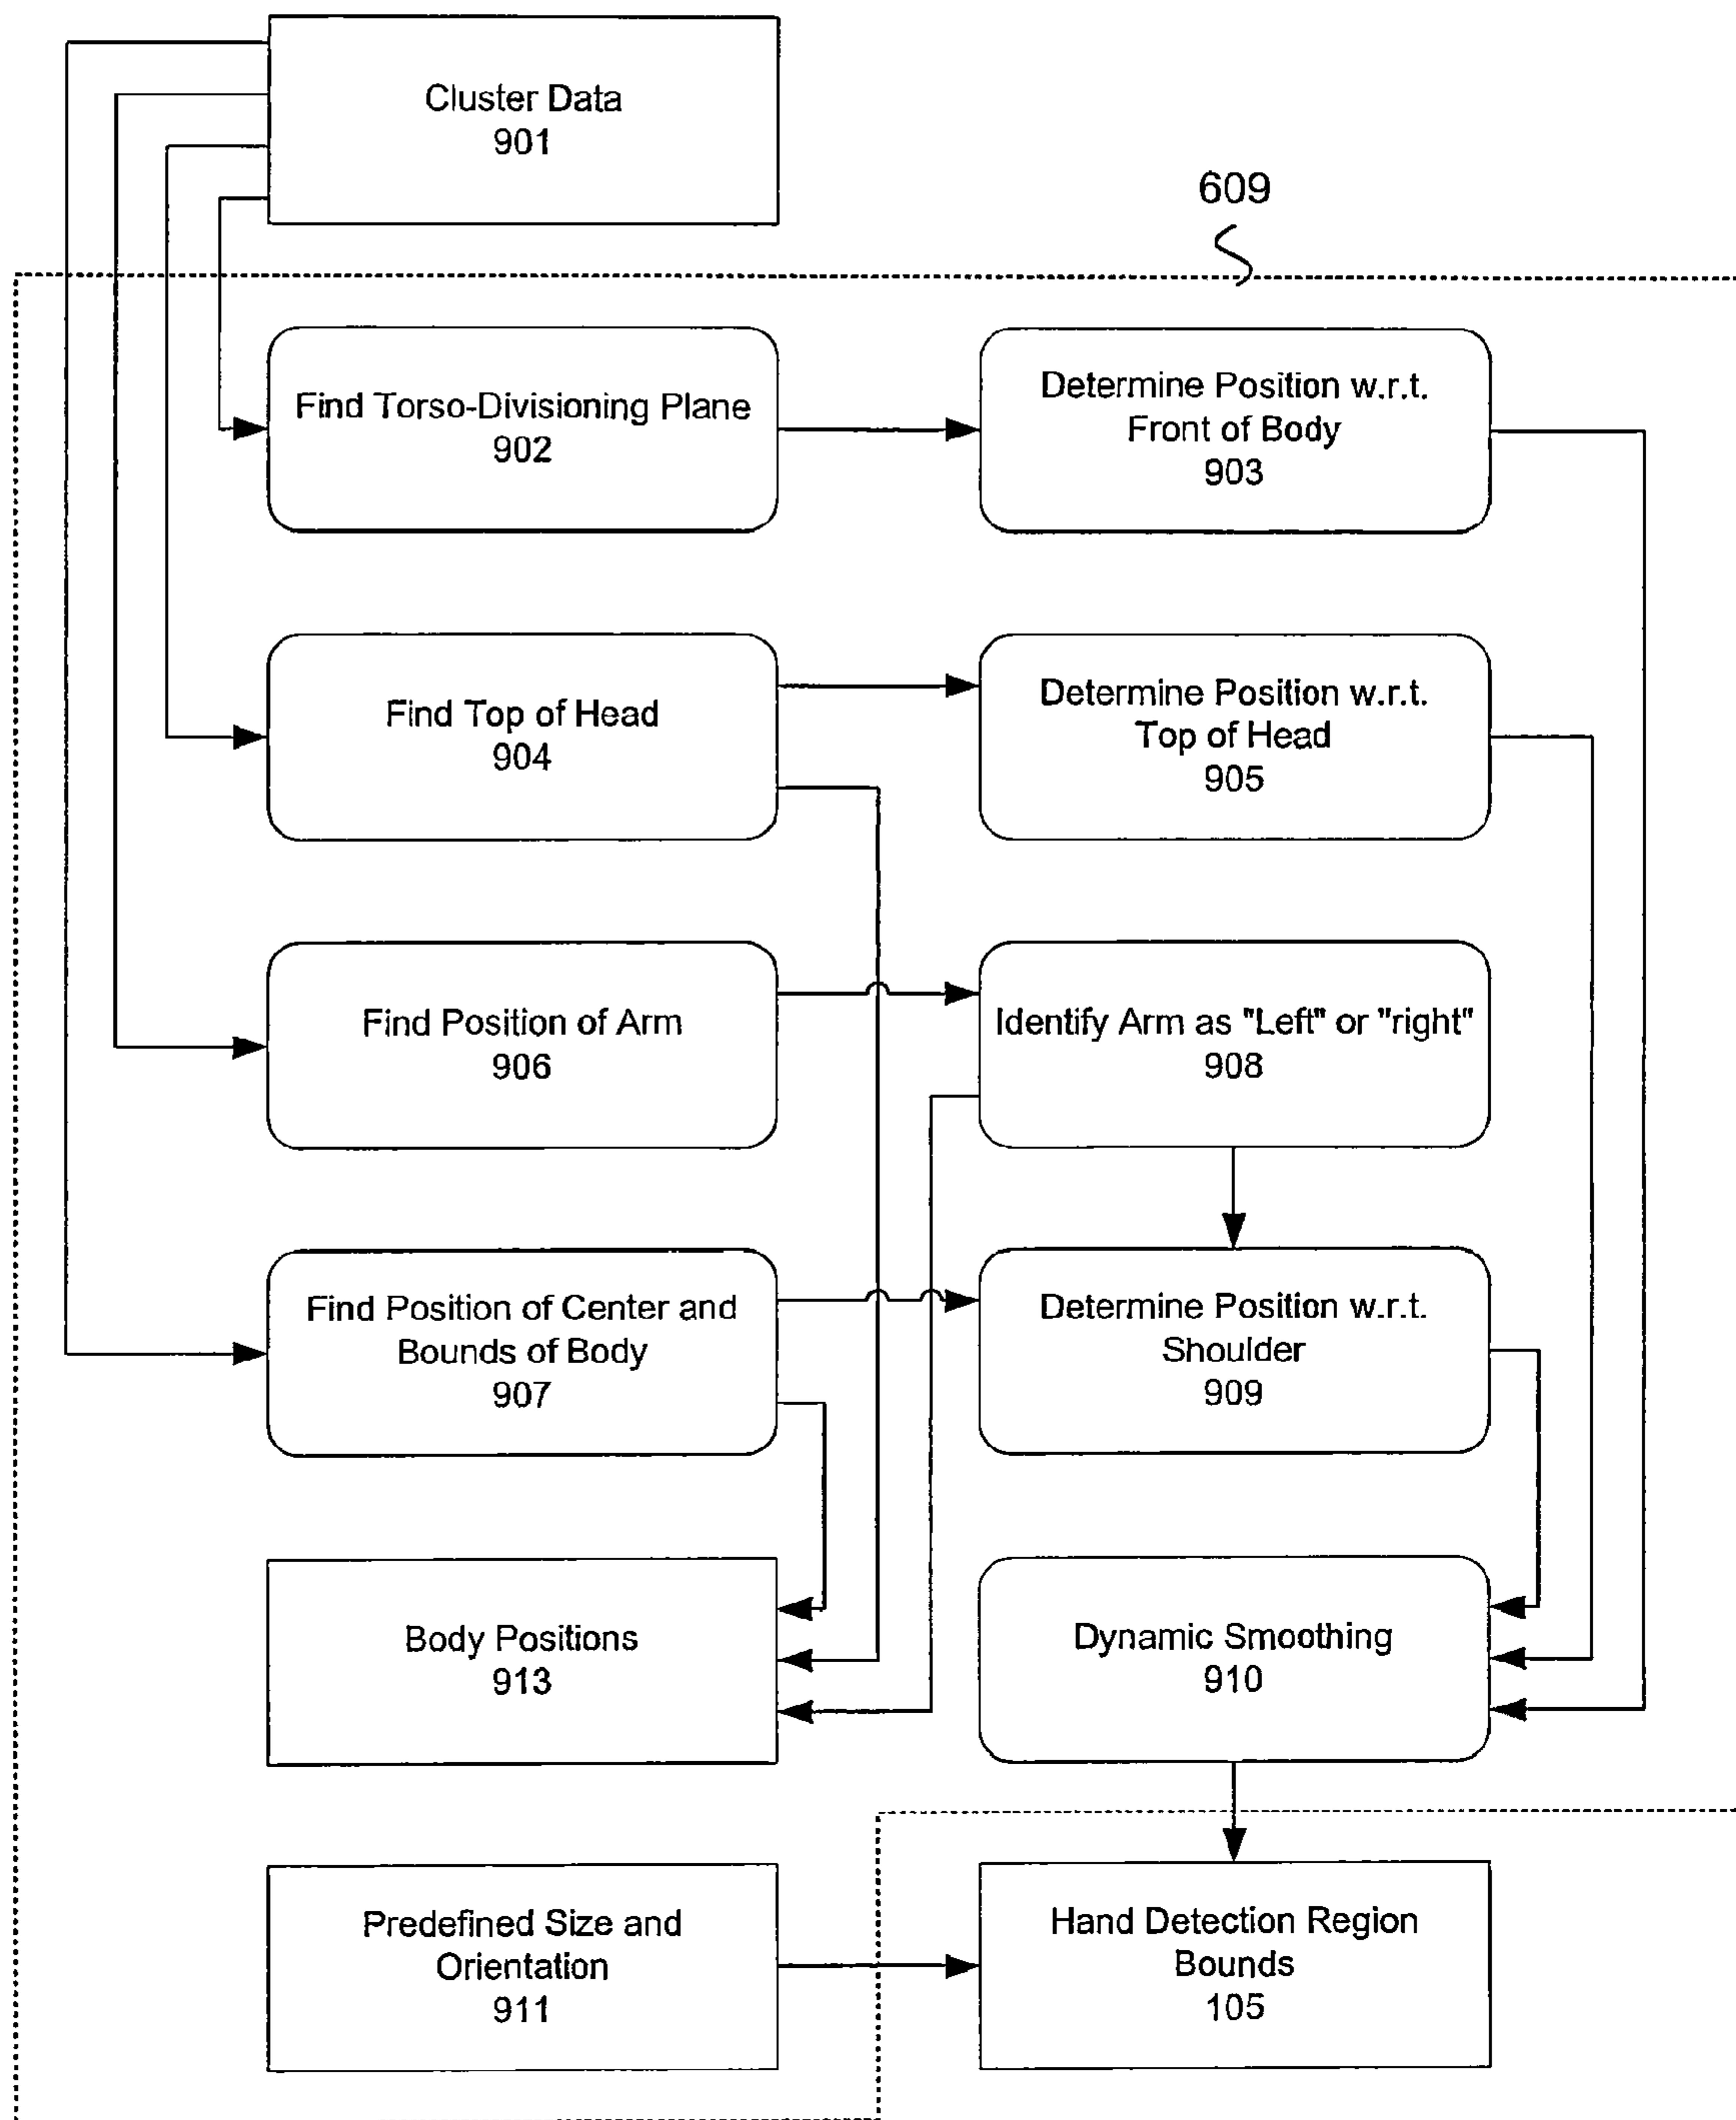 Cluster Data
901
609
Find Torso-Divisioning Plane
902
Determine Position w.r.t.
Front of Body
903
Find Top of Head
904
Determine Position w.r.t.
Top of Head
905
Find Position of Arm
906
Identify Arm as "Left" or "right"
908
Find Position of Center and
Bounds of Body
907
Determine Position w.r.t.
Shoulder
909
Body Positions
913
Dynamic Smoothing
910
Predefined Size and
Orientation
911
Hand Detection Region
Bounds
105